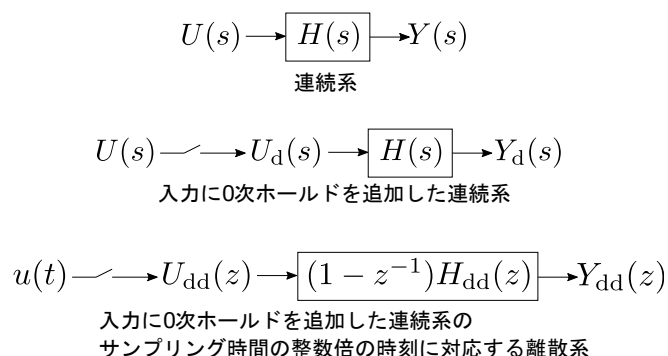 U(s) H(s) Y(s)
連続系
U(s) U_d(s) H(s) Y_d(s)
入力に0次ホールドを追加した連続系
u(t) U_dd(z) (1 − z^{-1})H_dd(z) Y_dd(z)
入力に0次ホールドを追加した連続系の
サンプリング時間の整数倍の時刻に対応する離散系